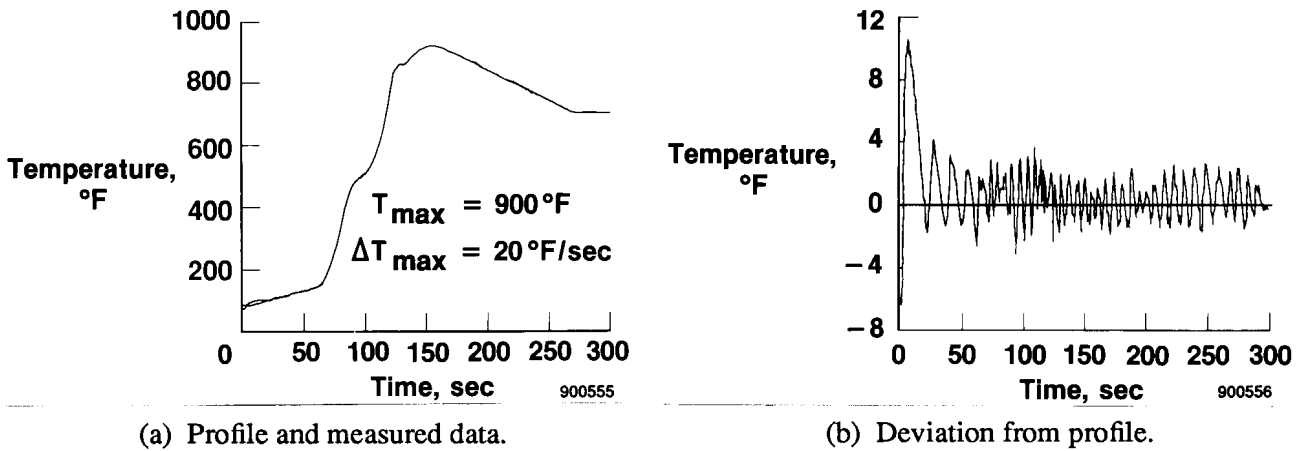 1000
800
600
400
200
Temperature,
°F
T max = 900 °F
ΔT max = 20 °F/sec
0 50 100 150 200 250 300
Time, sec
900555
(a) Profile and measured data.
12
8
4
0
−4
−8
Temperature,
°F
0 50 100 150 200 250 300
Time, sec
900556
(b) Deviation from profile.